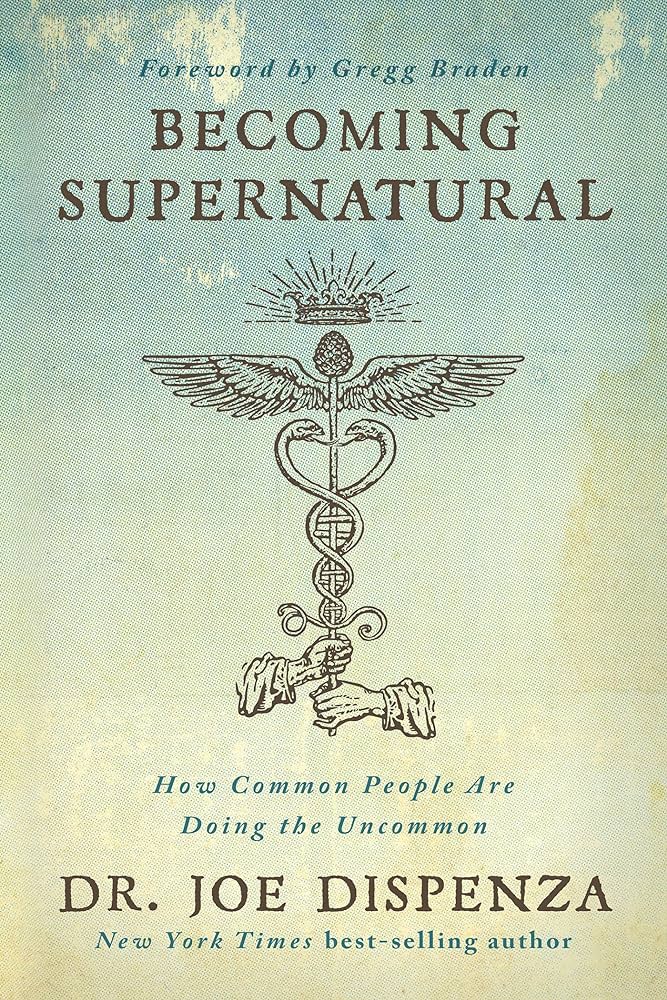 Foreword by Gregg Braden
BECOMING
SUPERNATURAL
How Common People Are
Doing the Uncommon
DR. JOE DISPENZA
New York Times best-selling author